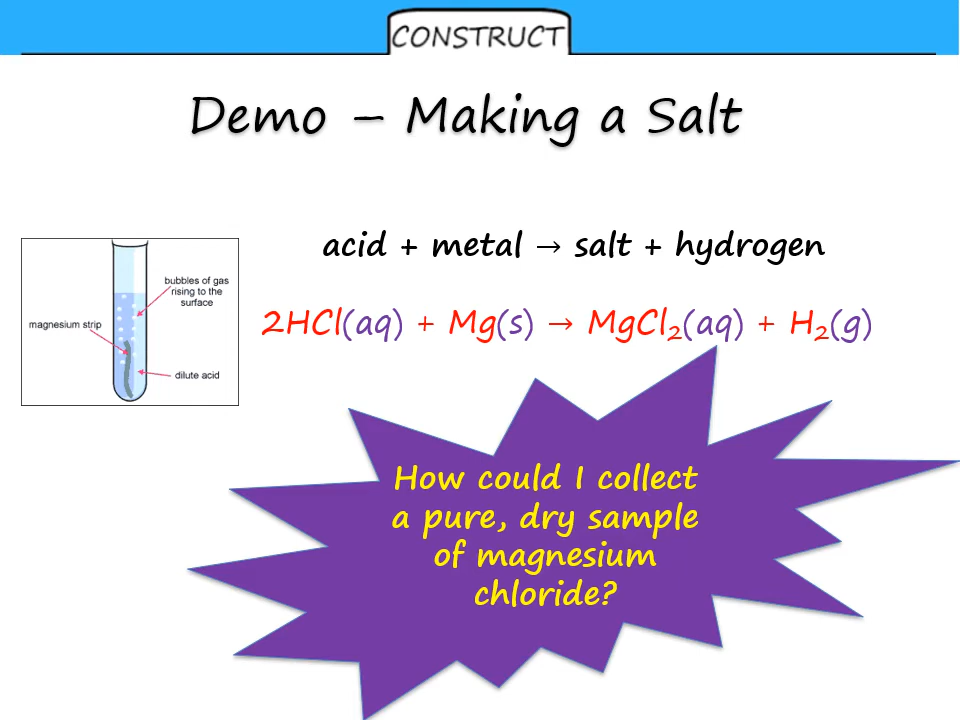 CONSTRUCT
Demo – Making a Salt
acid + metal → salt + hydrogen
bubbles of gas
rising to the
surface
magnesium strip
dilute acid
2HCl(aq) + Mg(s) → MgCl₂(aq) + H₂(g)
How could I collect
a pure, dry sample
of magnesium
chloride?